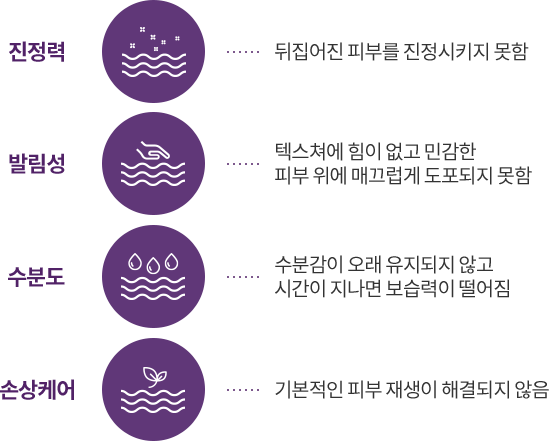 진정력
뒤집어진 피부를 진정시키지 못함
발림성
텍스쳐에 힘이 없고 민감한
피부 위에 매끄럽게 도포되지 못함
수분도
수분감이 오래 유지되지 않고
시간이 지나면 보습력이 떨어짐
손상케어
기본적인 피부 재생이 해결되지 않음